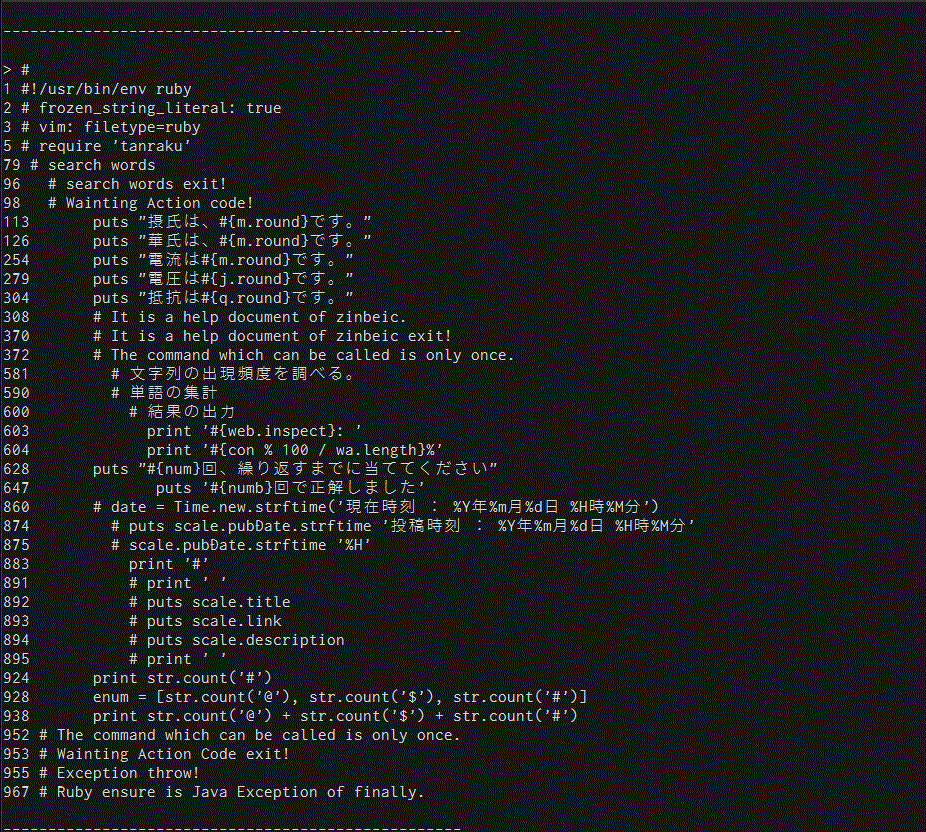 --------------------------------------------------
> #
1 #!/usr/bin/env ruby
2 # frozen_string_literal: true
3 # vim: filetype=ruby
5 # require 'tanraku'
79 # search words
96   # search words exit!
98   # Wainting Action code!
113       puts "摂氏は、#{m.round}です。"
126       puts "華氏は、#{m.round}です。"
254       puts "電流は#{m.round}です。"
279       puts "電圧は#{j.round}です。"
304       puts "抵抗は#{q.round}です。"
308       # It is a help document of zinbeic.
370       # It is a help document of zinbeic exit!
372       # The command which can be called is only once.
581         # 文字列の出現頻度を調べる。
590         # 単語の集計
600           # 結果の出力
603             print '#{web.inspect}: '
604             print '#{con % 100 / wa.length}%'
628       puts "#{num}回、繰り返すまでに当ててください"
647              puts '#{numb}回で正解しました'
860       # date = Time.new.strftime('現在時刻 : %Y年%m月%d日 %H時%M分')
874         # puts scale.pubDate.strftime '投稿時刻 : %Y年%m月%d日 %H時%M分'
875         # scale.pubDate.strftime '%H'
883           print '#'
891           # print ' '
892           # puts scale.title
893           # puts scale.link
894           # puts scale.description
895           # print ' '
924       print str.count('#')
928       enum = [str.count('@'), str.count('$'), str.count('#')]
938       print str.count('@') + str.count('$') + str.count('#')
952 # The command which can be called is only once.
953 # Wainting Action Code exit!
955 # Exception throw!
967 # Ruby ensure is Java Exception of finally.
--------------------------------------------------